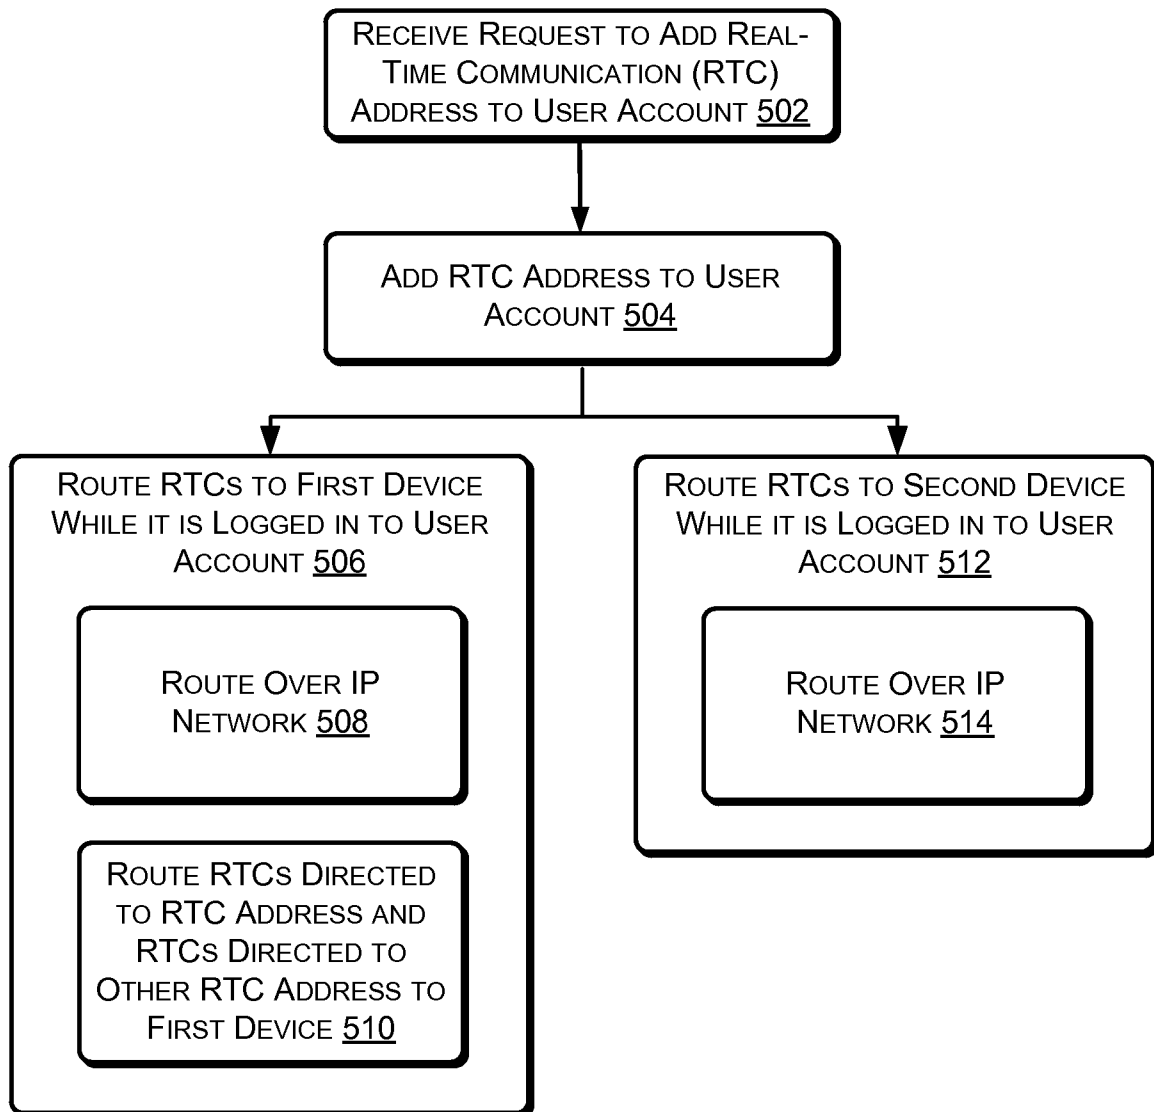 RECEIVE REQUEST TO ADD REAL-
TIME COMMUNICATION (RTC)
ADDRESS TO USER ACCOUNT 502
ADD RTC ADDRESS TO USER
ACCOUNT 504
ROUTE RTCS TO FIRST DEVICE
WHILE IT IS LOGGED IN TO USER
ACCOUNT 506
ROUTE OVER IP
NETWORK 508
ROUTE RTCS DIRECTED
TO RTC ADDRESS AND
RTCS DIRECTED TO
OTHER RTC ADDRESS TO
FIRST DEVICE 510
ROUTE RTCS TO SECOND DEVICE
WHILE IT IS LOGGED IN TO USER
ACCOUNT 512
ROUTE OVER IP
NETWORK 514